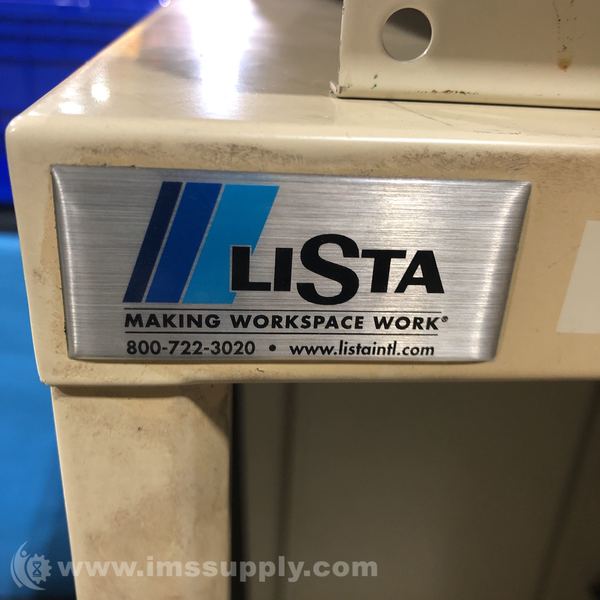 LISTA
MAKING WORKSPACE WORK®
800-722-3020 • www.listaintl.com
www.imssupply.com